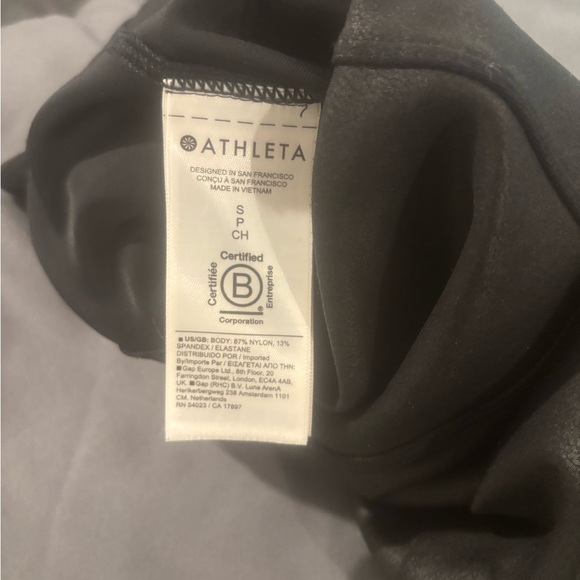 ATHLETA
DESIGNED IN SAN FRANCISCO
CONÇU À SAN FRANCISCO
MADE IN VIETNAM
S
P
CH
Certified
Certifiée
B
Entreprise
Corporation
US/GB: BODY: 87% NYLON, 13%
SPANDEX / ELASTANE
DISTRIBUIDO POR / Imported
By/Importe Par / ΕΙΣΑΓΕΤΑΙ ΑΠΟ ΤΗΝ:
Gap Europe Ltd., 8th Floor, 20
Farringdon Street, London, EC4A 4AB,
UK. Gap (RHC) B.V. Luna ArenA
Herikerbergweg 238 Amsterdam 1101
CM, Netherlands
RN 54023 / CA 17897